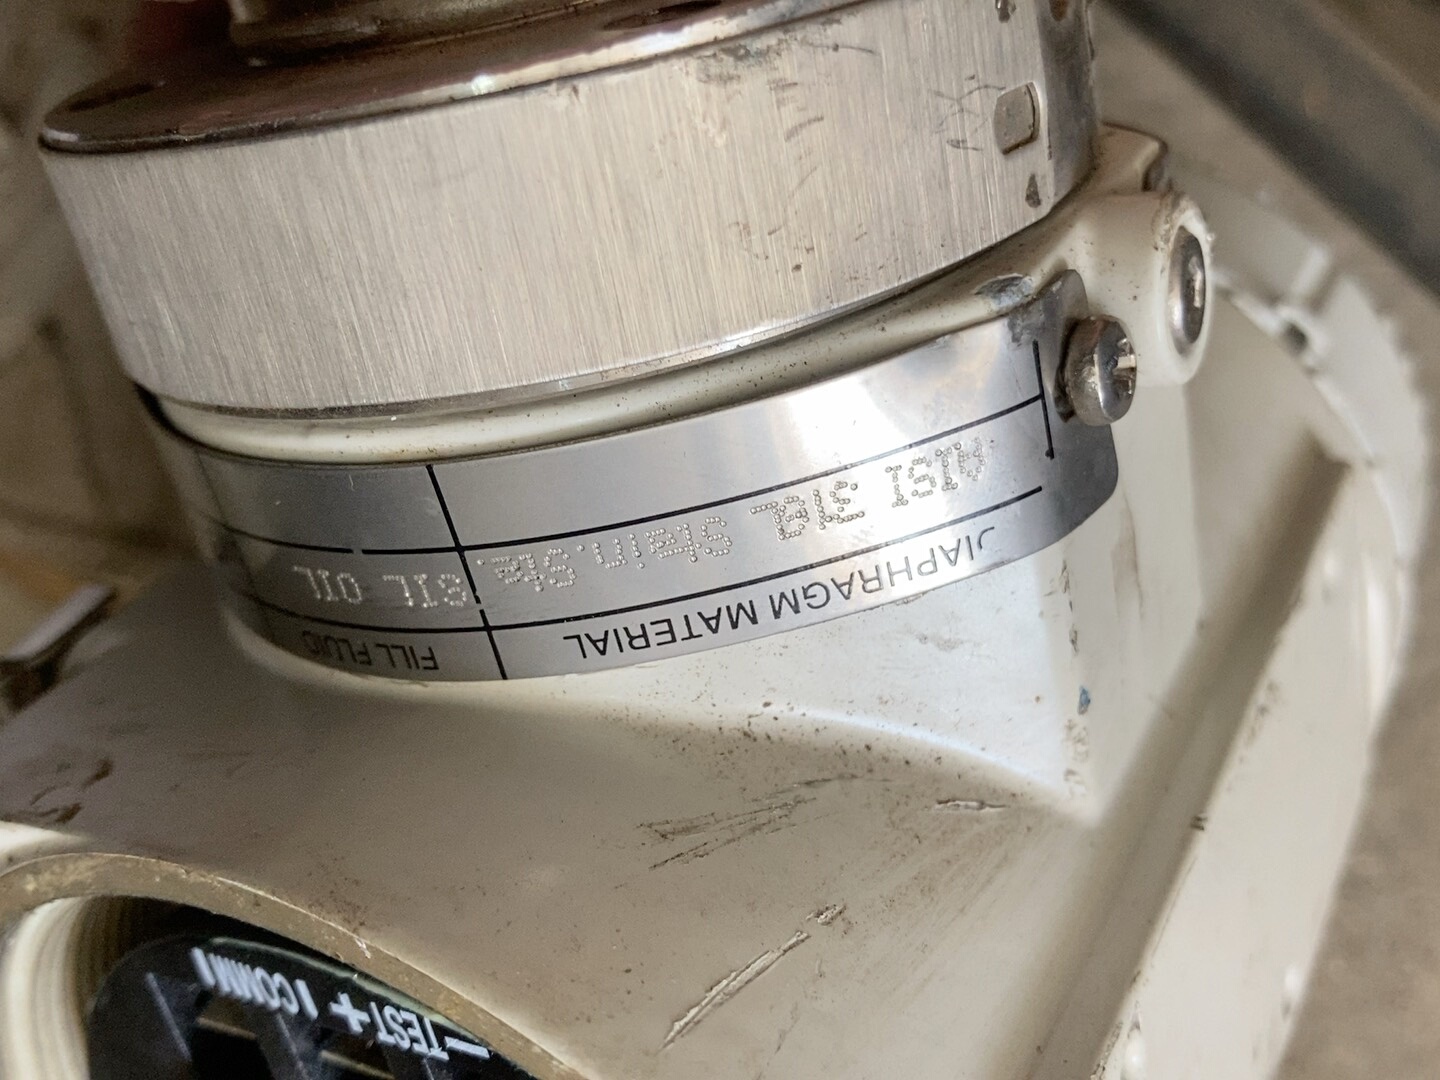 DIAPHRAGM MATERIAL
AISI 316L Stain.Ste.
FILL FLUID
SIL OIL
TEST+
COMM